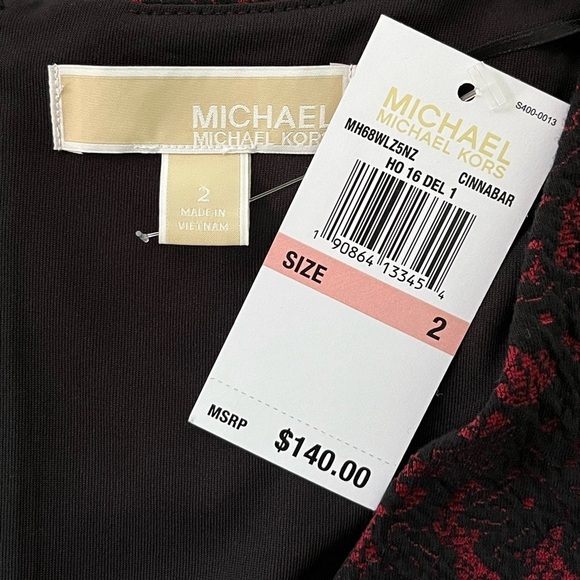 MICHAEL
MICHAEL KORS
2
MADE IN
VIETNAM
S400-0013
MICHAEL
MICHAEL KORS
MH68WLZ5NZ
HO 16 DEL 1
CINNABAR
1 90864 13345 4
SIZE
2
MSRP
$140.00